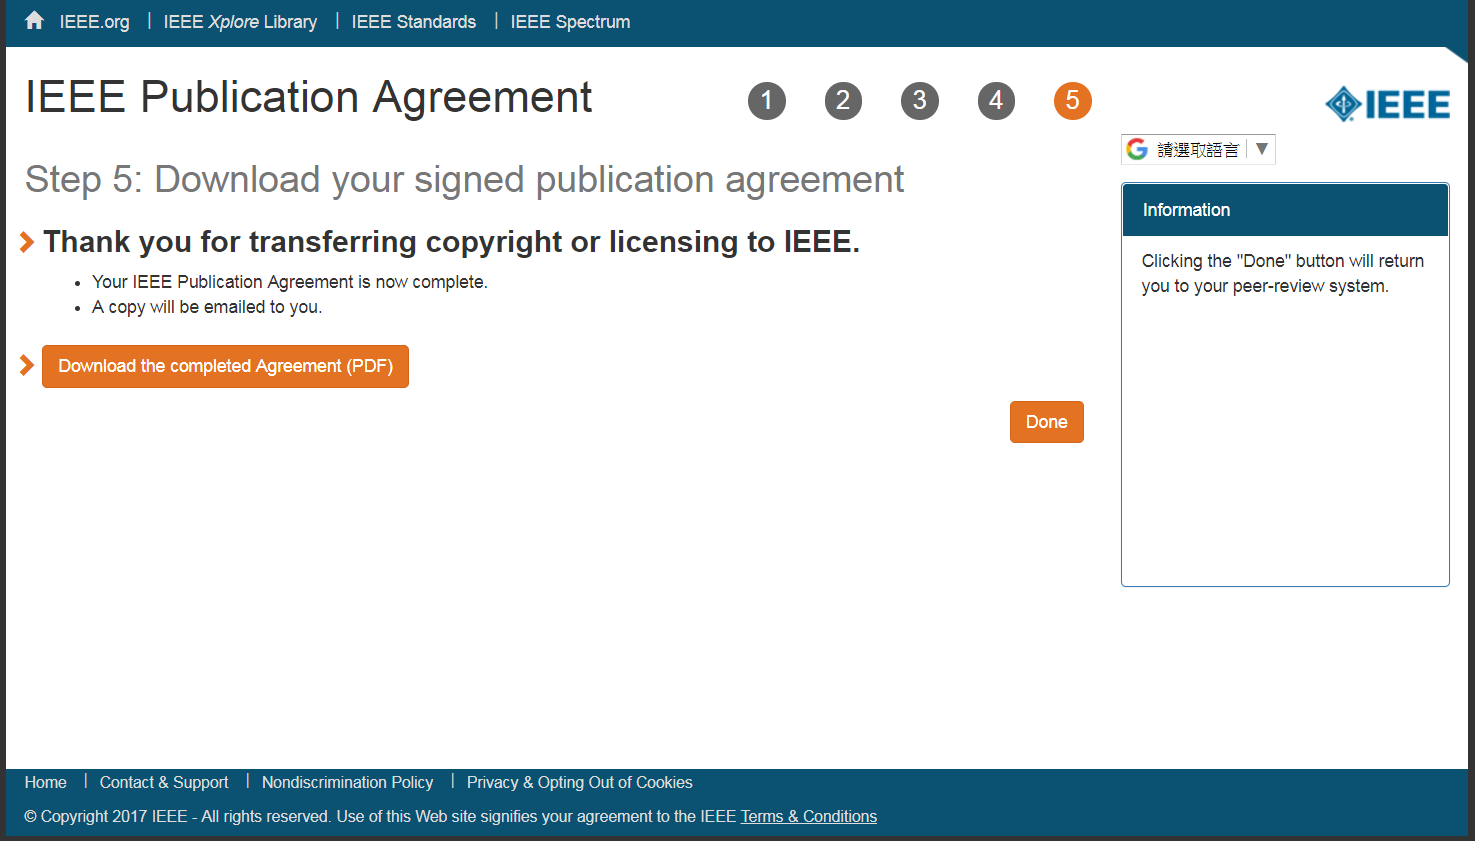 IEEE.org | IEEE Xplore Library | IEEE Standards | IEEE Spectrum
IEEE Publication Agreement
1 2 3 4 5
IEEE
請選取語言 ▼
Step 5: Download your signed publication agreement
Thank you for transferring copyright or licensing to IEEE.
• Your IEEE Publication Agreement is now complete.
• A copy will be emailed to you.
Download the completed Agreement (PDF)
Done
Information
Clicking the "Done" button will return
you to your peer-review system.
Home | Contact & Support | Nondiscrimination Policy | Privacy & Opting Out of Cookies
© Copyright 2017 IEEE - All rights reserved. Use of this Web site signifies your agreement to the IEEE Terms & Conditions